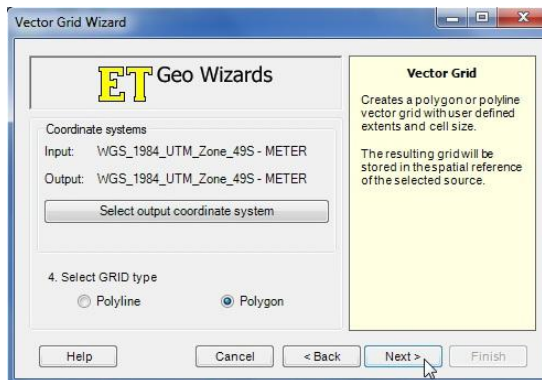 Vector Grid Wizard
ET Geo Wizards
Coordinate systems
Input: WGS_1984_UTM_Zone_49S - METER
Output: WGS_1984_UTM_Zone_49S - METER
Select output coordinate system
4. Select GRID type
Polyline
Polygon
Vector Grid
Creates a polygon or polyline
vector grid with user defined
extents and cell size.
The resulting grid will be
stored in the spatial reference
of the selected source.
Help
Cancel
< Back
Next >
Finish